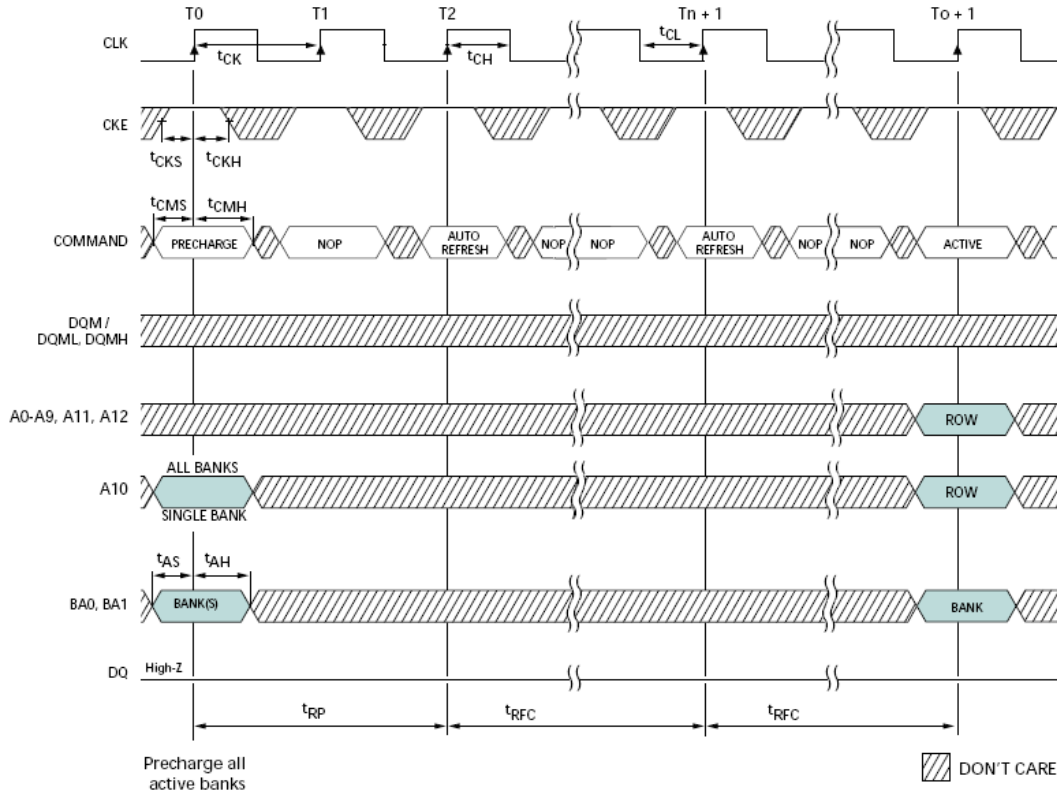 T0 T1 T2 Tn + 1 To + 1
CLK
tCK tCH tCL
CKE
tCKS tCKH
tCMS tCMH
COMMAND PRECHARGE NOP AUTO REFRESH NOP NOP AUTO REFRESH NOP NOP ACTIVE
DQM /
DQML, DQMH
A0-A9, A11, A12 ROW
ALL BANKS
A10 ROW
SINGLE BANK
tAS tAH
BA0, BA1 BANK(S) BANK
DQ High-Z
tRP tRFC tRFC
Precharge all
active banks
DON'T CARE